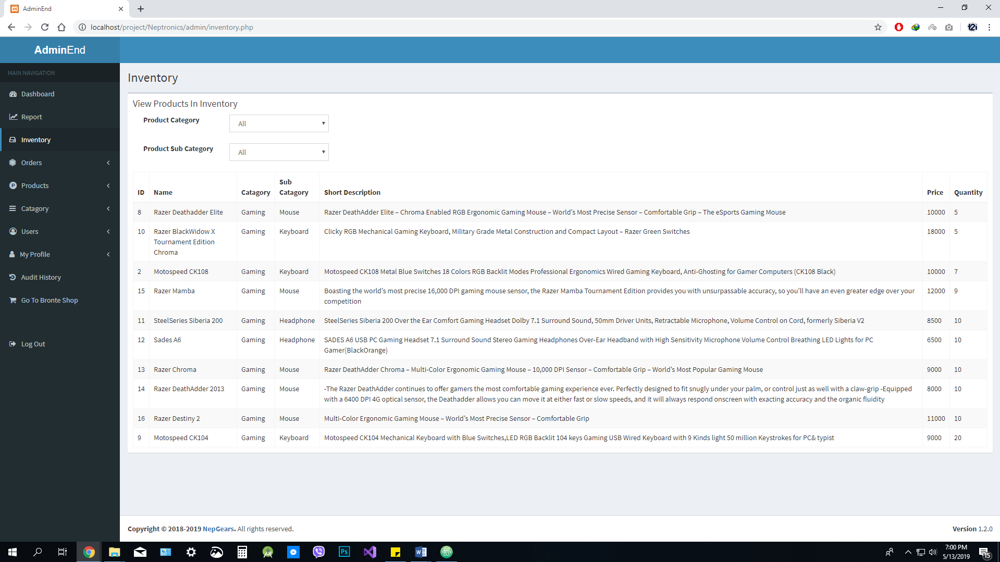 AdminEnd
localhost/project/Neptronics/admin/inventory.php
AdminEnd
MAIN NAVIGATION
Dashboard
Report
Inventory
Orders
Products
Catagory
Users
My Profile
Audit History
Go To Bronte Shop
Log Out
Inventory
View Products In Inventory
Product Category All
Product Sub Category All
ID Name Catagory Sub Catagory Short Description Price Quantity
8 Razer Deathadder Elite Gaming Mouse Razer DeathAdder Elite – Chroma Enabled RGB Ergonomic Gaming Mouse – World's Most Precise Sensor – Comfortable Grip – The eSports Gaming Mouse 10000 5
10 Razer BlackWidow X Gaming Keyboard Clicky RGB Mechanical Gaming Keyboard, Military Grade Metal Construction and Compact Layout – Razer Green Switches 18000 5
Tournament Edition
Chroma
2 Motospeed CK108 Gaming Keyboard Motospeed CK108 Metal Blue Switches 18 Colors RGB Backlit Modes Professional Ergonomics Wired Gaming Keyboard, Anti-Ghosting for Gamer Computers (CK108 Black) 10000 7
15 Razer Mamba Gaming Mouse Boasting the world's most precise 16,000 DPI gaming mouse sensor, the Razer Mamba Tournament Edition provides you with unsurpassable accuracy, so you'll have an even greater edge over your 12000 9
competition
11 SteelSeries Siberia 200 Gaming Headphone SteelSeries Siberia 200 Over the Ear Comfort Gaming Headset Dolby 7.1 Surround Sound, 50mm Driver Units, Retractable Microphone, Volume Control on Cord, formerly Siberia V2 8500 10
12 Sades A6 Gaming Headphone SADES A6 USB PC Gaming Headset 7.1 Surround Sound Stereo Gaming Headphones Over-Ear Headband with High Sensitivity Microphone Volume Control Breathing LED Lights for PC 6500 10
Gamer(BlackOrange)
13 Razer Chroma Gaming Mouse Razer DeathAdder Chroma – Multi-Color Ergonomic Gaming Mouse – 10,000 DPI Sensor – Comfortable Grip – World's Most Popular Gaming Mouse 9000 10
14 Razer DeathAdder 2013 Gaming Mouse -The Razer DeathAdder continues to offer gamers the most comfortable gaming experience ever. Perfectly designed to fit snugly under your palm, or control just as well with a claw-grip -Equipped 8000 10
with a 6400 DPI 4G optical sensor, the Deathadder allows you can move it at either fast or slow speeds, and it will always respond onscreen with exacting accuracy and the organic fluidity
16 Razer Destiny 2 Gaming Mouse Multi-Color Ergonomic Gaming Mouse – World's Most Precise Sensor – Comfortable Grip 11000 10
9 Motospeed CK104 Gaming Keyboard Motospeed CK104 Mechanical Keyboard with Blue Switches,LED RGB Backlit 104 keys Gaming USB Wired Keyboard with 9 Kinds light 50 million Keystrokes for PC& typist 9000 20
Copyright © 2018-2019 NepGears. All rights reserved.
Version 1.2.0
Ps
7:00 PM
5/13/2019
15